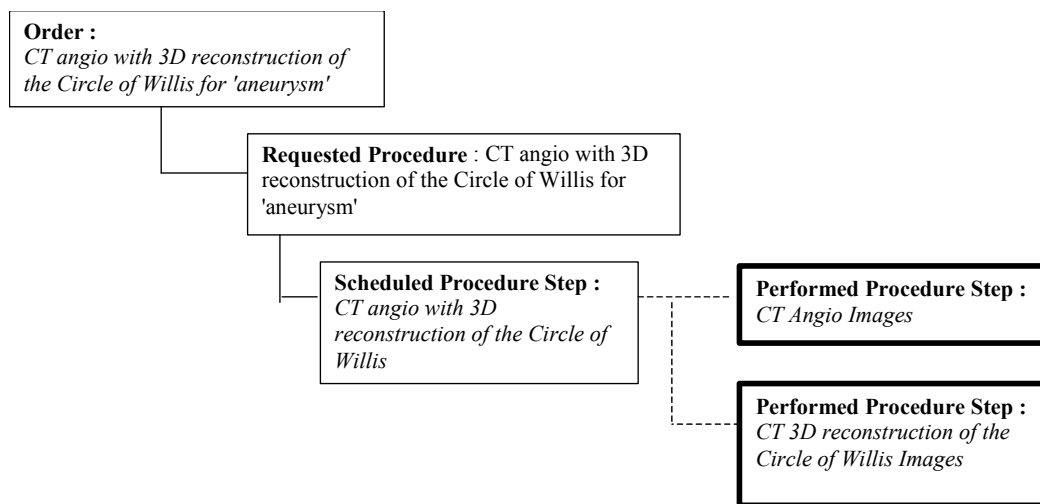 Order :
CT angio with 3D reconstruction of
the Circle of Willis for 'aneurysm'
Requested Procedure : CT angio with 3D
reconstruction of the Circle of Willis for
'aneurysm'
Scheduled Procedure Step :
CT angio with 3D
reconstruction of the Circle of
Willis
Performed Procedure Step :
CT Angio Images
Performed Procedure Step :
CT 3D reconstruction of the
Circle of Willis Images